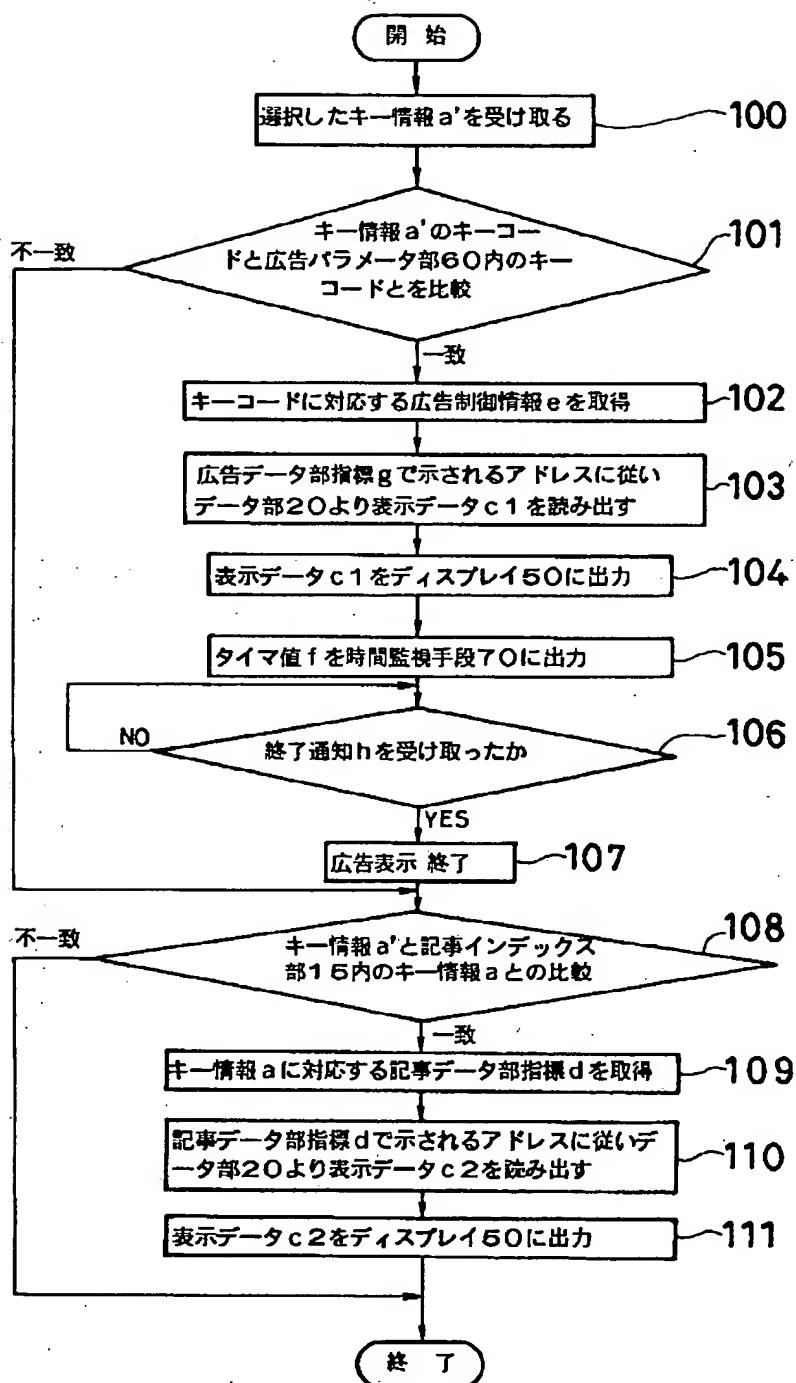 開 始
選択したキー情報a'を受け取る
100
キー情報a'のキーコー
ドと広告パラメータ部60内のキー
コードとを比較
101
不一致
一致
キーコードに対応する広告制御情報eを取得
102
広告データ部指標gで示されるアドレスに従い
データ部20より表示データc1を読み出す
103
表示データc1をディスプレイ50に出力
104
タイマ値fを時間監視手段70に出力
105
NO
終了通知hを受け取ったか
106
YES
広告表示 終了
107
不一致
キー情報a'と記事インデックス
部15内のキー情報aとの比較
108
一致
キー情報aに対応する記事データ部指標dを取得
109
記事データ部指標dで示されるアドレスに従いデ
ータ部20より表示データc2を読み出す
110
表示データc2をディスプレイ50に出力
111
終 了